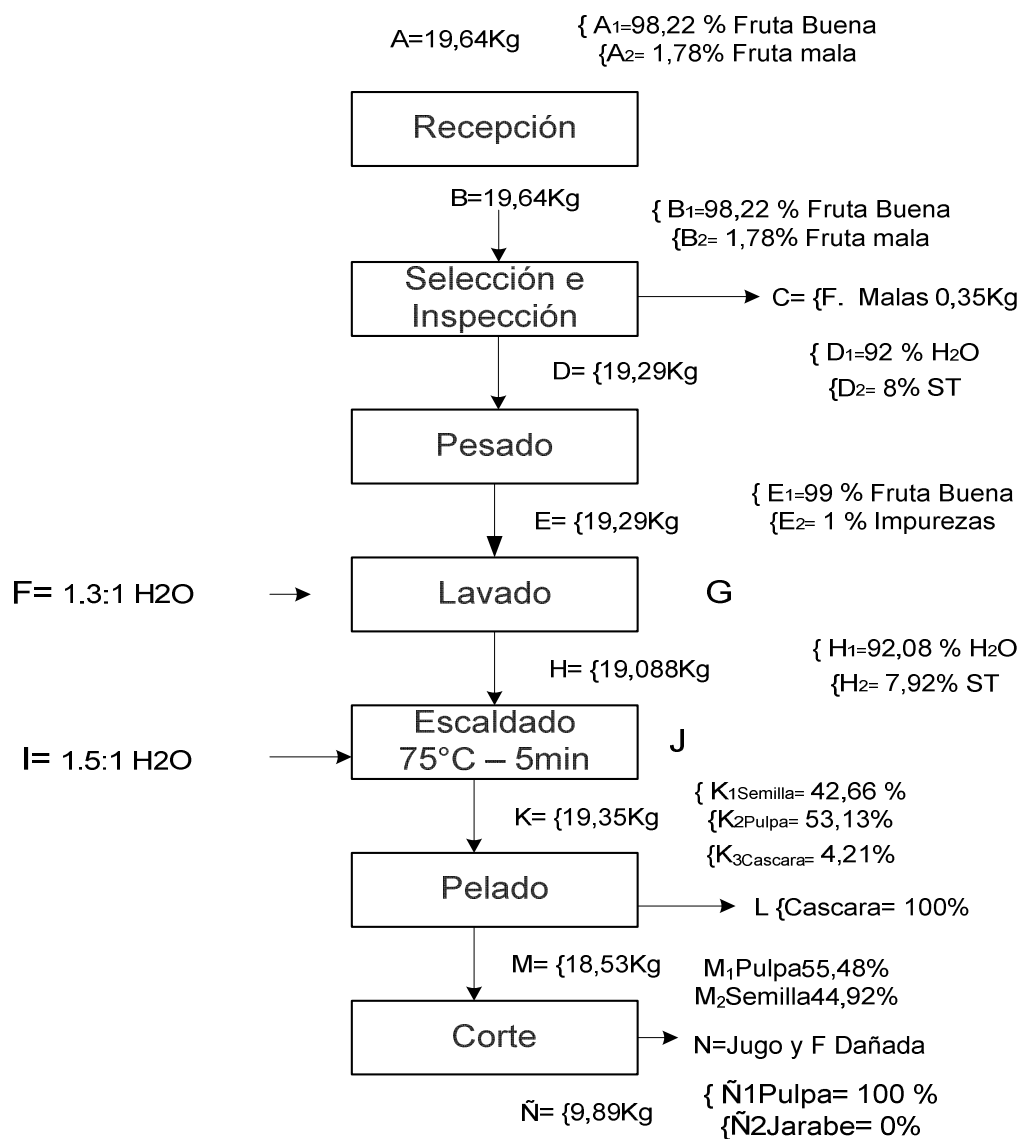 A=19,64Kg
{ A1=98,22 % Fruta Buena
{A2= 1,78% Fruta mala
Recepción
B=19,64Kg
{ B1=98,22 % Fruta Buena
{B2= 1,78% Fruta mala
Selección e
Inspección
C= {F. Malas 0,35Kg
D= {19,29Kg
{ D1=92 % H2O
{D2= 8% ST
Pesado
E= {19,29Kg
{ E1=99 % Fruta Buena
{E2= 1 % Impurezas
F= 1.3:1 H2O
Lavado
G
H= {19,088Kg
{ H1=92,08 % H2O
{H2= 7,92% ST
I= 1.5:1 H2O
Escaldado
75°C – 5min
J
K= {19,35Kg
{ K1Semilla= 42,66 %
{K2Pulpa= 53,13%
{K3Cascara= 4,21%
Pelado
L {Cascara= 100%
M= {18,53Kg
M1Pulpa55,48%
M2Semilla44,92%
Corte
N=Jugo y F Dañada
Ñ= {9,89Kg
{ Ñ1Pulpa= 100 %
{Ñ2Jarabe= 0%